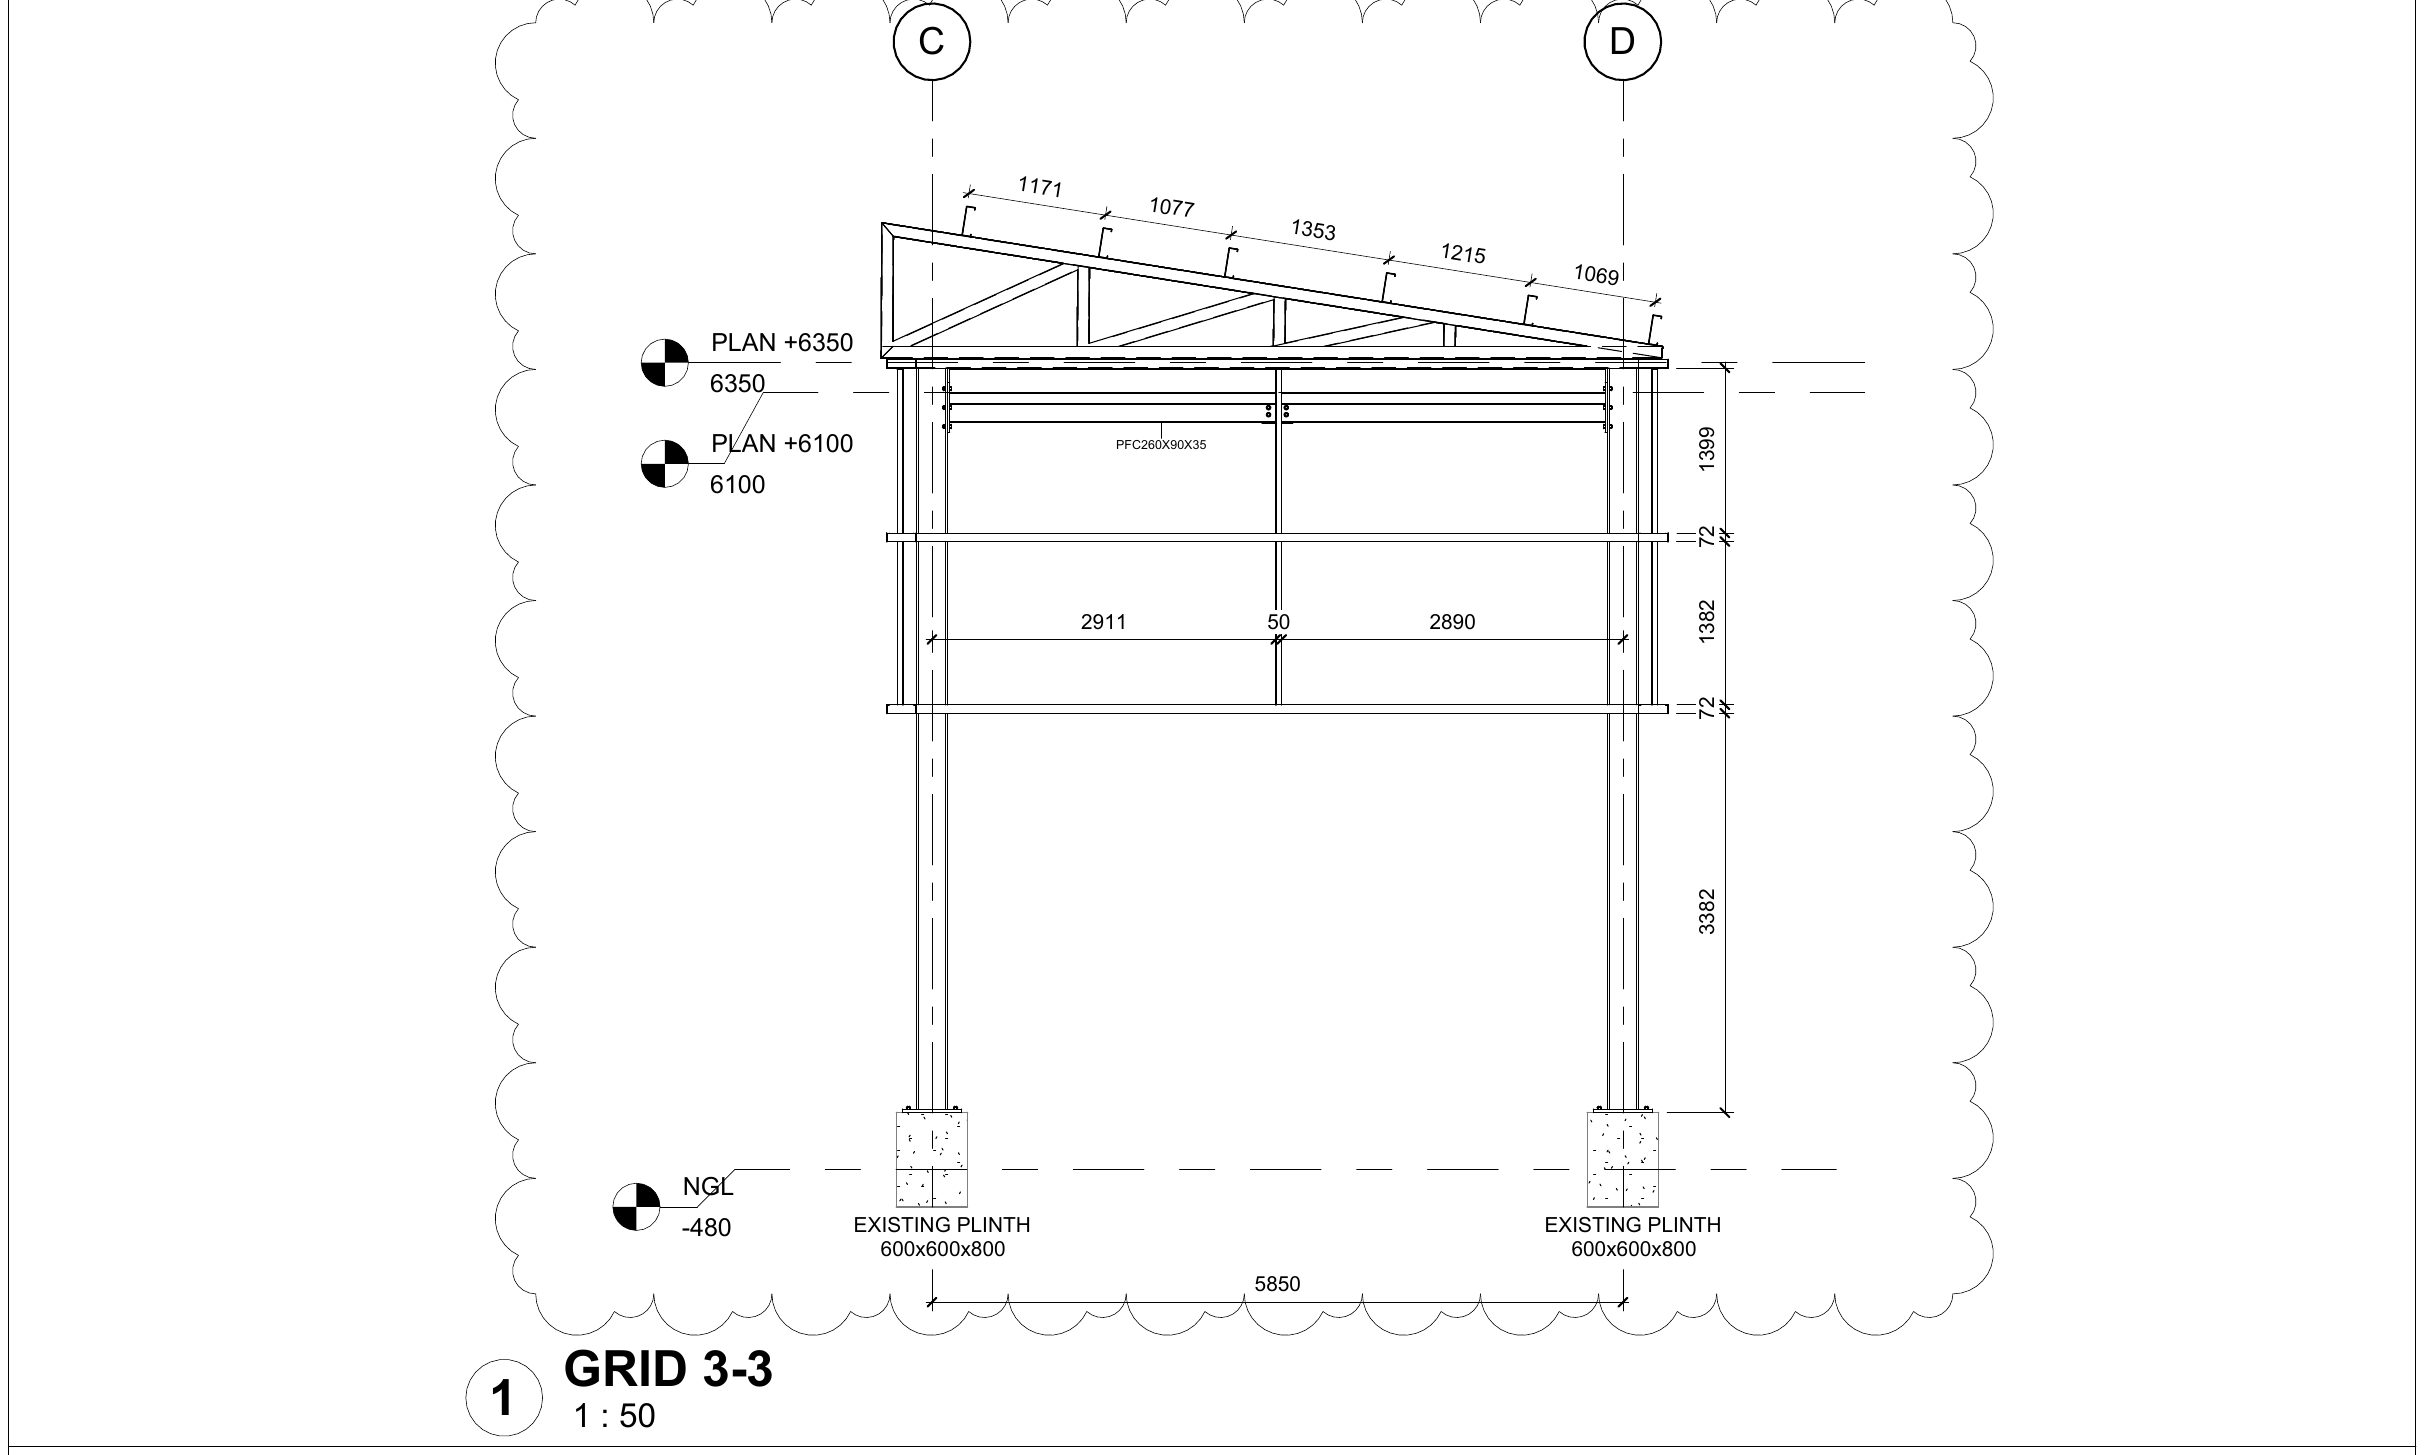 C
D
1171
1077
1353
1215
1069
PLAN +6350
6350
PLAN +6100
6100
PFC260X90X35
1399
72
2911
50
2890
1382
72
3382
NGL
-480
EXISTING PLINTH
600x600x800
EXISTING PLINTH
600x600x800
5850
1
GRID 3-3
1 : 50